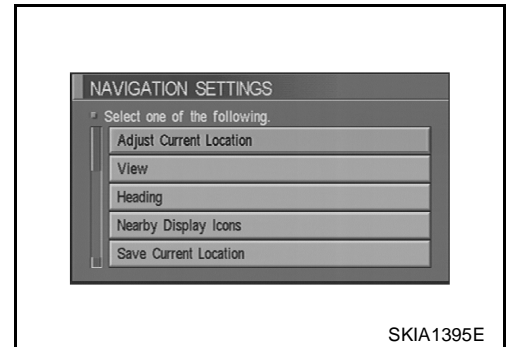 NAVIGATION SETTINGS
Select one of the following.
Adjust Current Location
View
Heading
Nearby Display Icons
Save Current Location
SKIA1395E